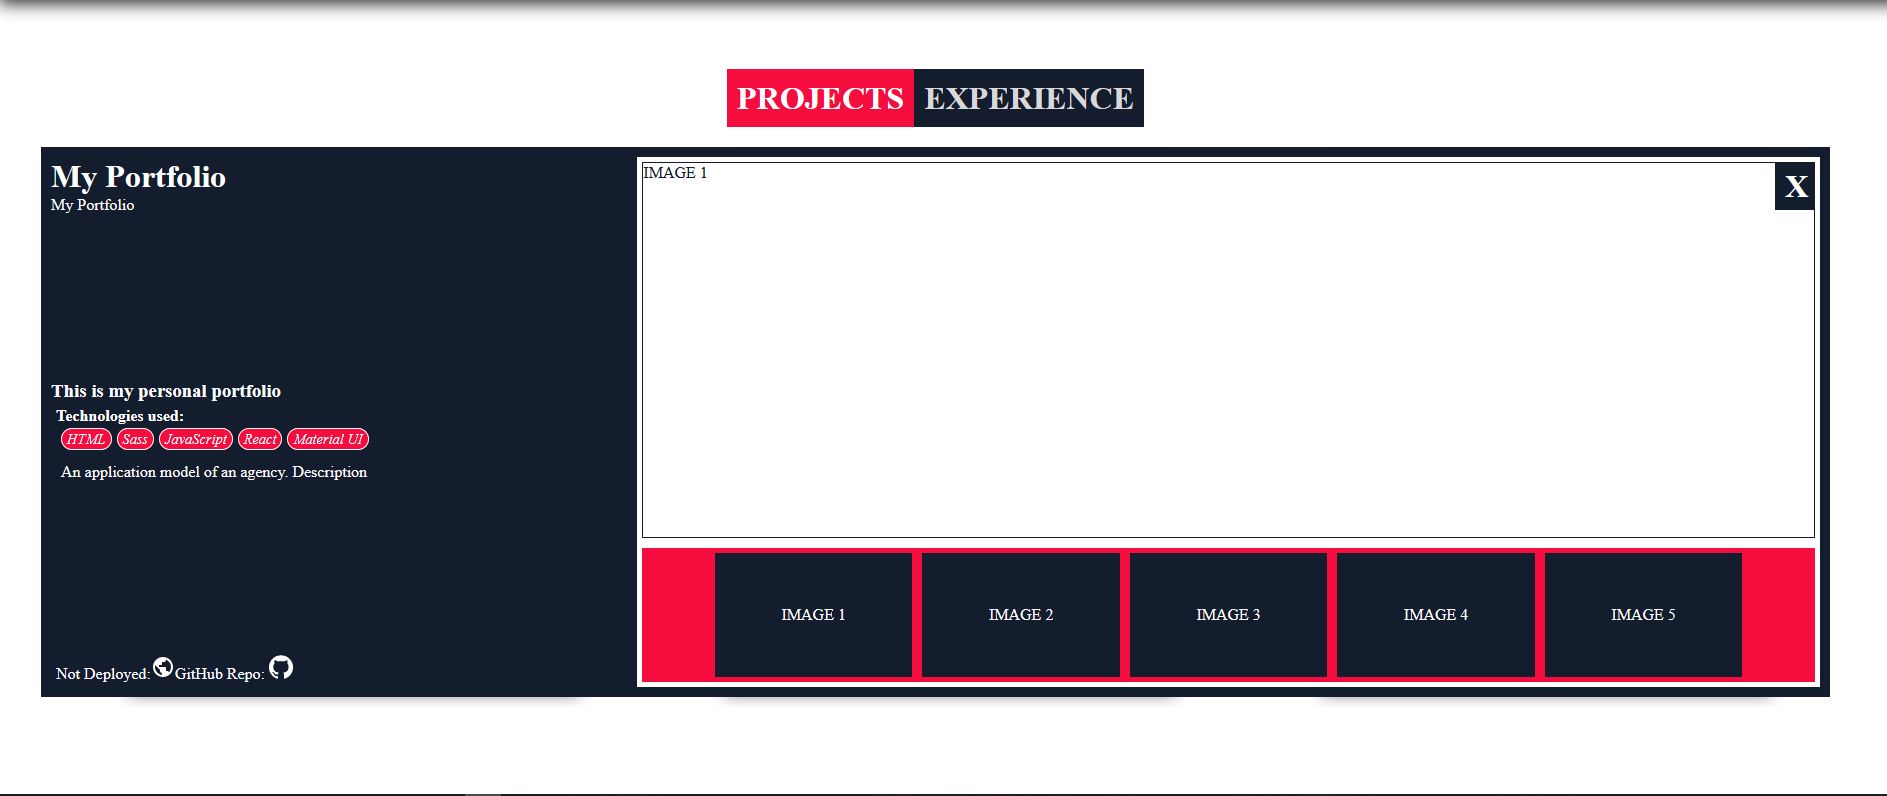 PROJECTS EXPERIENCE
My Portfolio
My Portfolio
This is my personal portfolio
Technologies used:
HTML Sass JavaScript React Material UI
An application model of an agency. Description
Not Deployed: GitHub Repo:
IMAGE 1
X
IMAGE 1 IMAGE 2 IMAGE 3 IMAGE 4 IMAGE 5